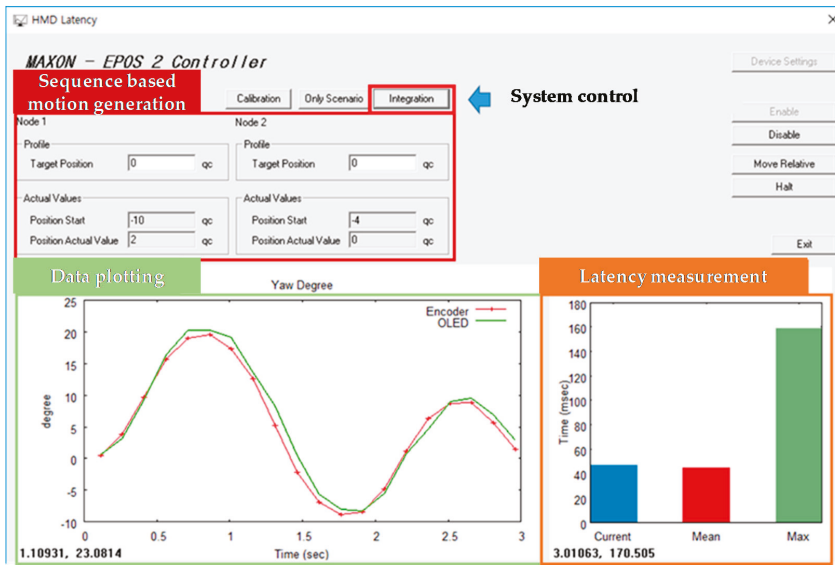 HMD Latency
MAXON - EPOS 2 Controller
Device Settings
Sequence based
motion generation
Calibration
Only Scenario
Integration
System control
Enable
Disable
Move Relative
Halt
Exit
Node 1
Profile
Target Position 0 qc
Actual Values
Position Start -10 qc
Position Actual Value 2 qc
Node 2
Profile
Target Position 0 qc
Actual Values
Position Start -4 qc
Position Actual Value 0 qc
Data plotting
Yaw Degree
Encoder
OLED
degree
25
20
15
10
5
0
-5
-10
0 0.5 1 1.5 2 2.5 3
Time (sec)
1.10931, 23.0814
Latency measurement
Time (msec)
180
160
140
120
100
80
60
40
20
0
Current Mean Max
3.01063, 170.505